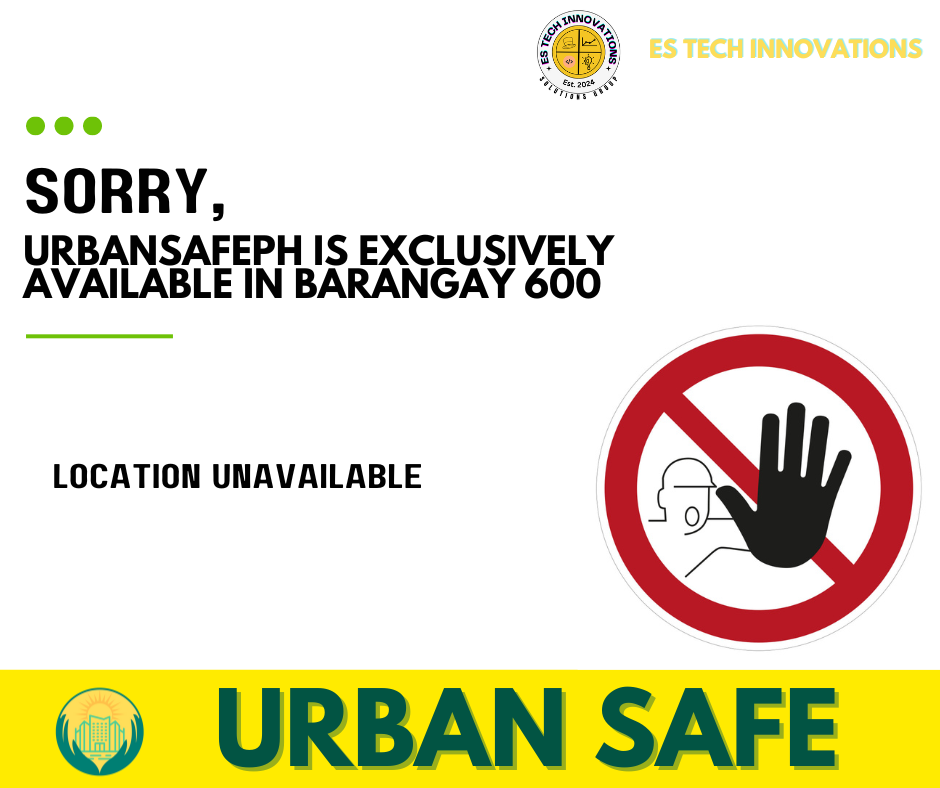 ES TECH INNOVATIONS
Est. 2024
SOLUTIONS GROUP
ES TECH INNOVATIONS
SORRY,
URBANSAFEPH IS EXCLUSIVELY
AVAILABLE IN BARANGAY 600
LOCATION UNAVAILABLE
URBAN SAFE